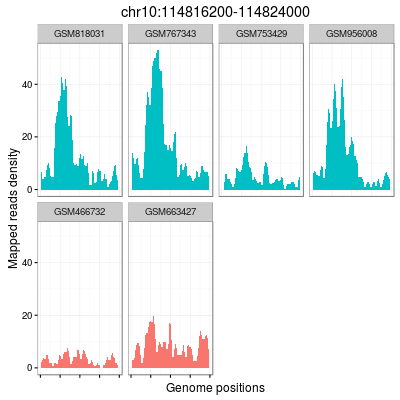 chr10:114816200-114824000
GSM818031 GSM767343 GSM753429 GSM956008
40
20
0
GSM466732 GSM663427
40
20
0
Mapped reads density
Genome positions